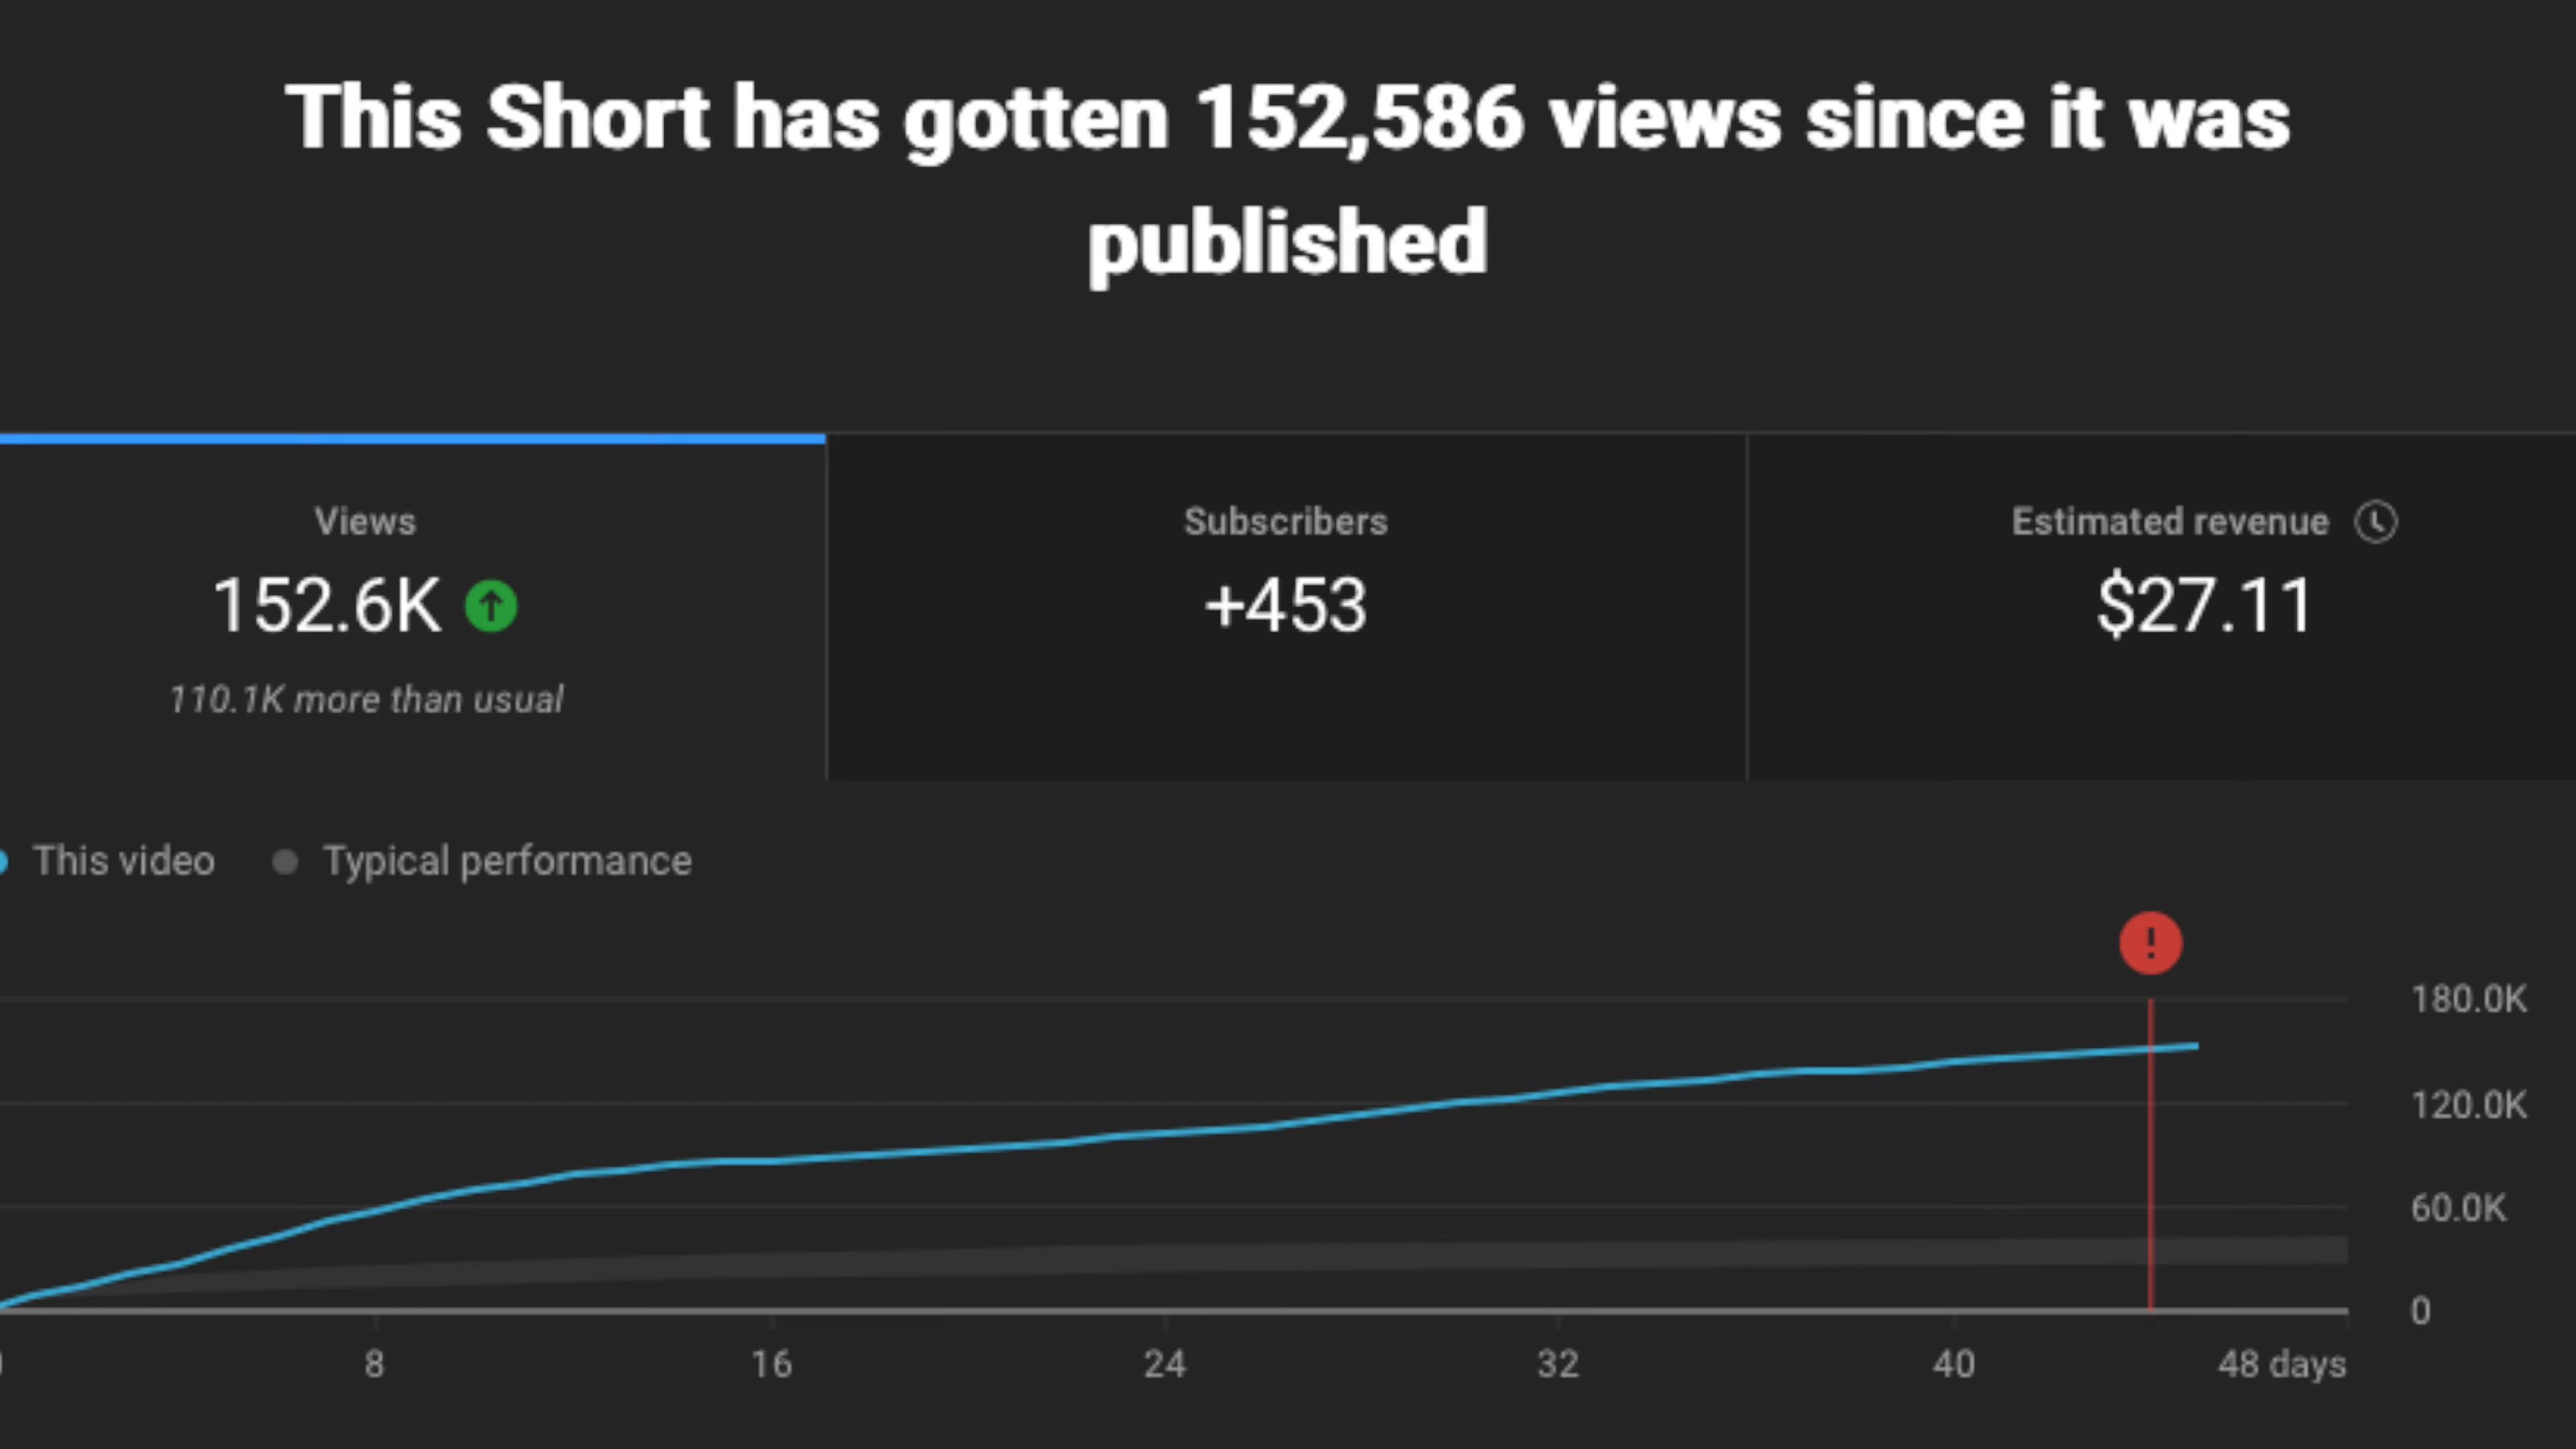 This Short has gotten 152,586 views since it was
published
Views
152.6K
110.1K more than usual
Subscribers
+453
Estimated revenue
$27.11
This video
Typical performance
!
180.0K
120.0K
60.0K
0
8
16
24
32
40
48 days